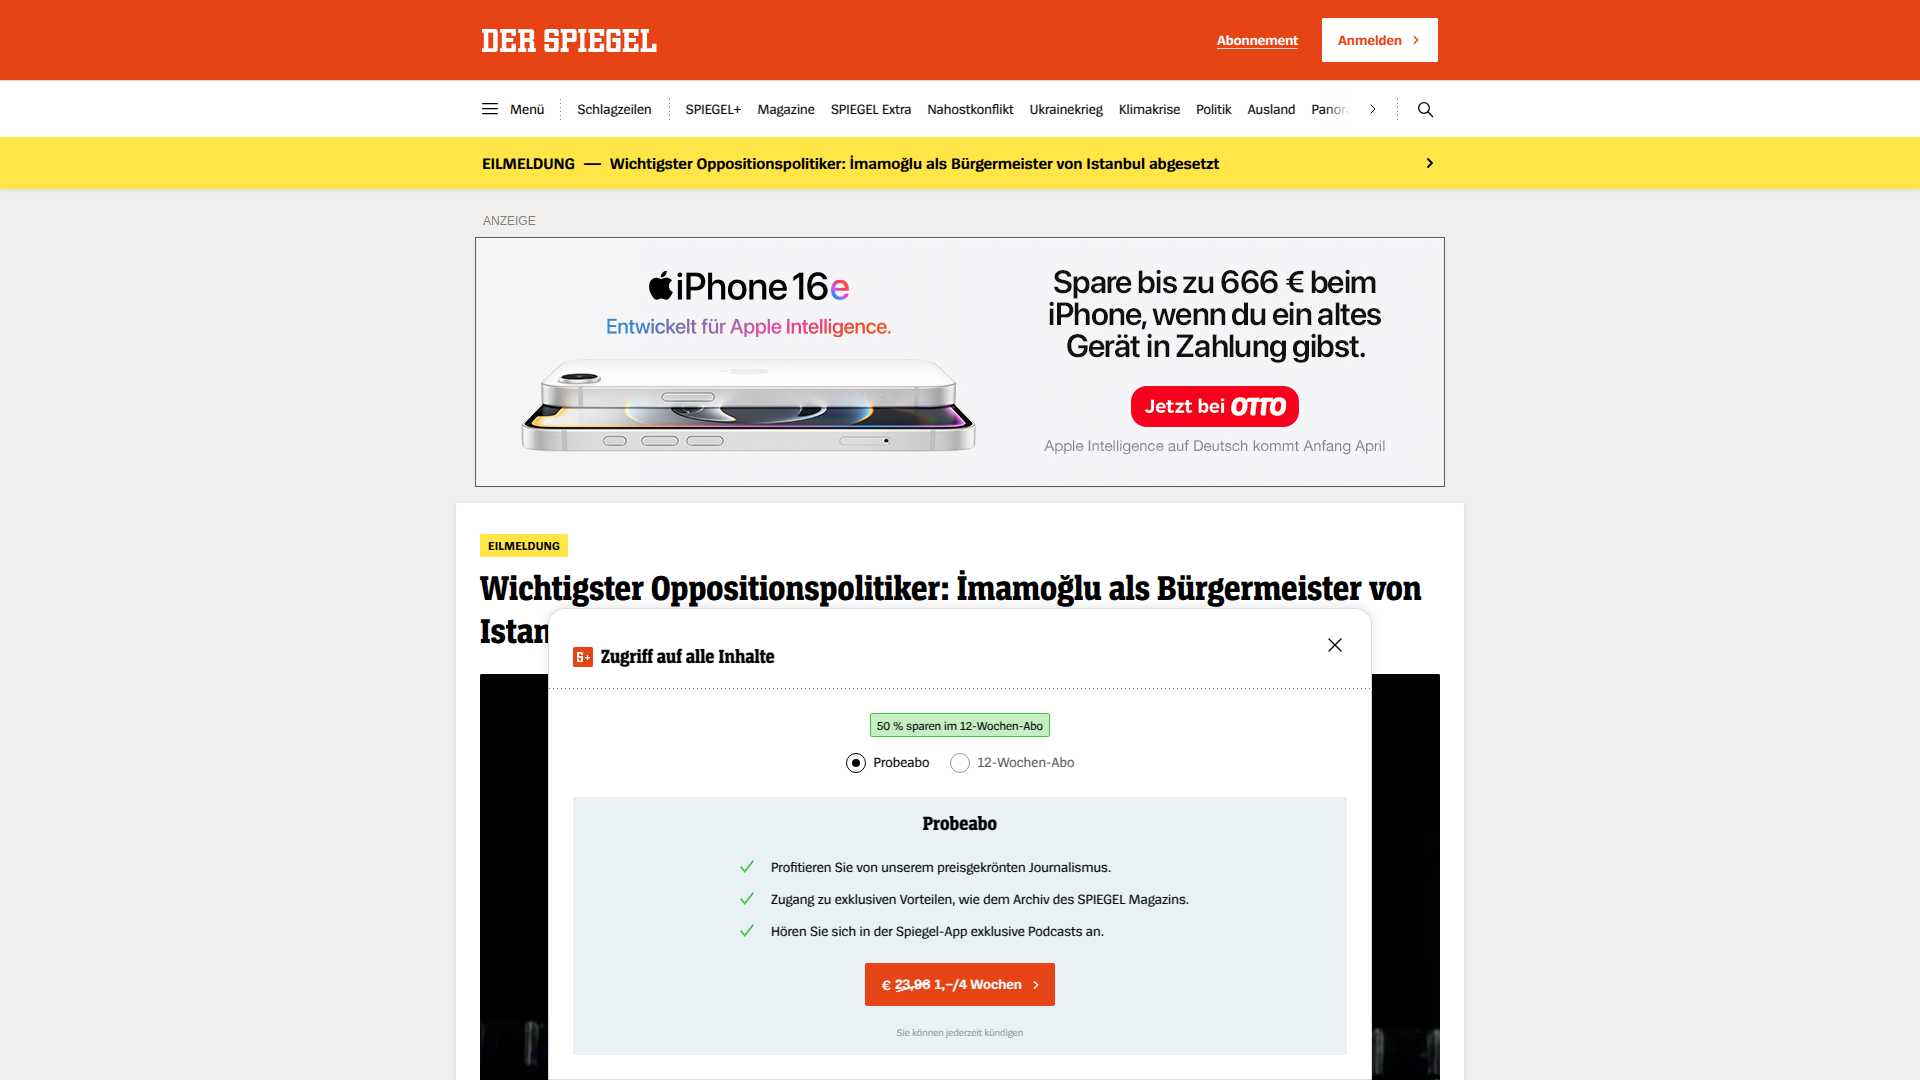 DER SPIEGEL
Abonnement
Anmelden
Menü
Schlagzeilen
SPIEGEL+
Magazine
SPIEGEL Extra
Nahostkonflikt
Ukrainekrieg
Klimakrise
Politik
Ausland
Panor
EILMELDUNG — Wichtigster Oppositionspolitiker: İmamoğlu als Bürgermeister von Istanbul abgesetzt
ANZEIGE
iPhone 16e
Entwickelt für Apple Intelligence.
Spare bis zu 666 € beim
iPhone, wenn du ein altes
Gerät in Zahlung gibst.
Jetzt bei OTTO
Apple Intelligence auf Deutsch kommt Anfang April
EILMELDUNG
Wichtigster Oppositionspolitiker: İmamoğlu als Bürgermeister von
Istan
Zugriff auf alle Inhalte
50 % sparen im 12-Wochen-Abo
Probeabo
12-Wochen-Abo
Probeabo
Profitieren Sie von unserem preisgekrönten Journalismus.
Zugang zu exklusiven Vorteilen, wie dem Archiv des SPIEGEL Magazins.
Hören Sie sich in der Spiegel-App exklusive Podcasts an.
€ 23,96 1,–/4 Wochen
Sie können jederzeit kündigen